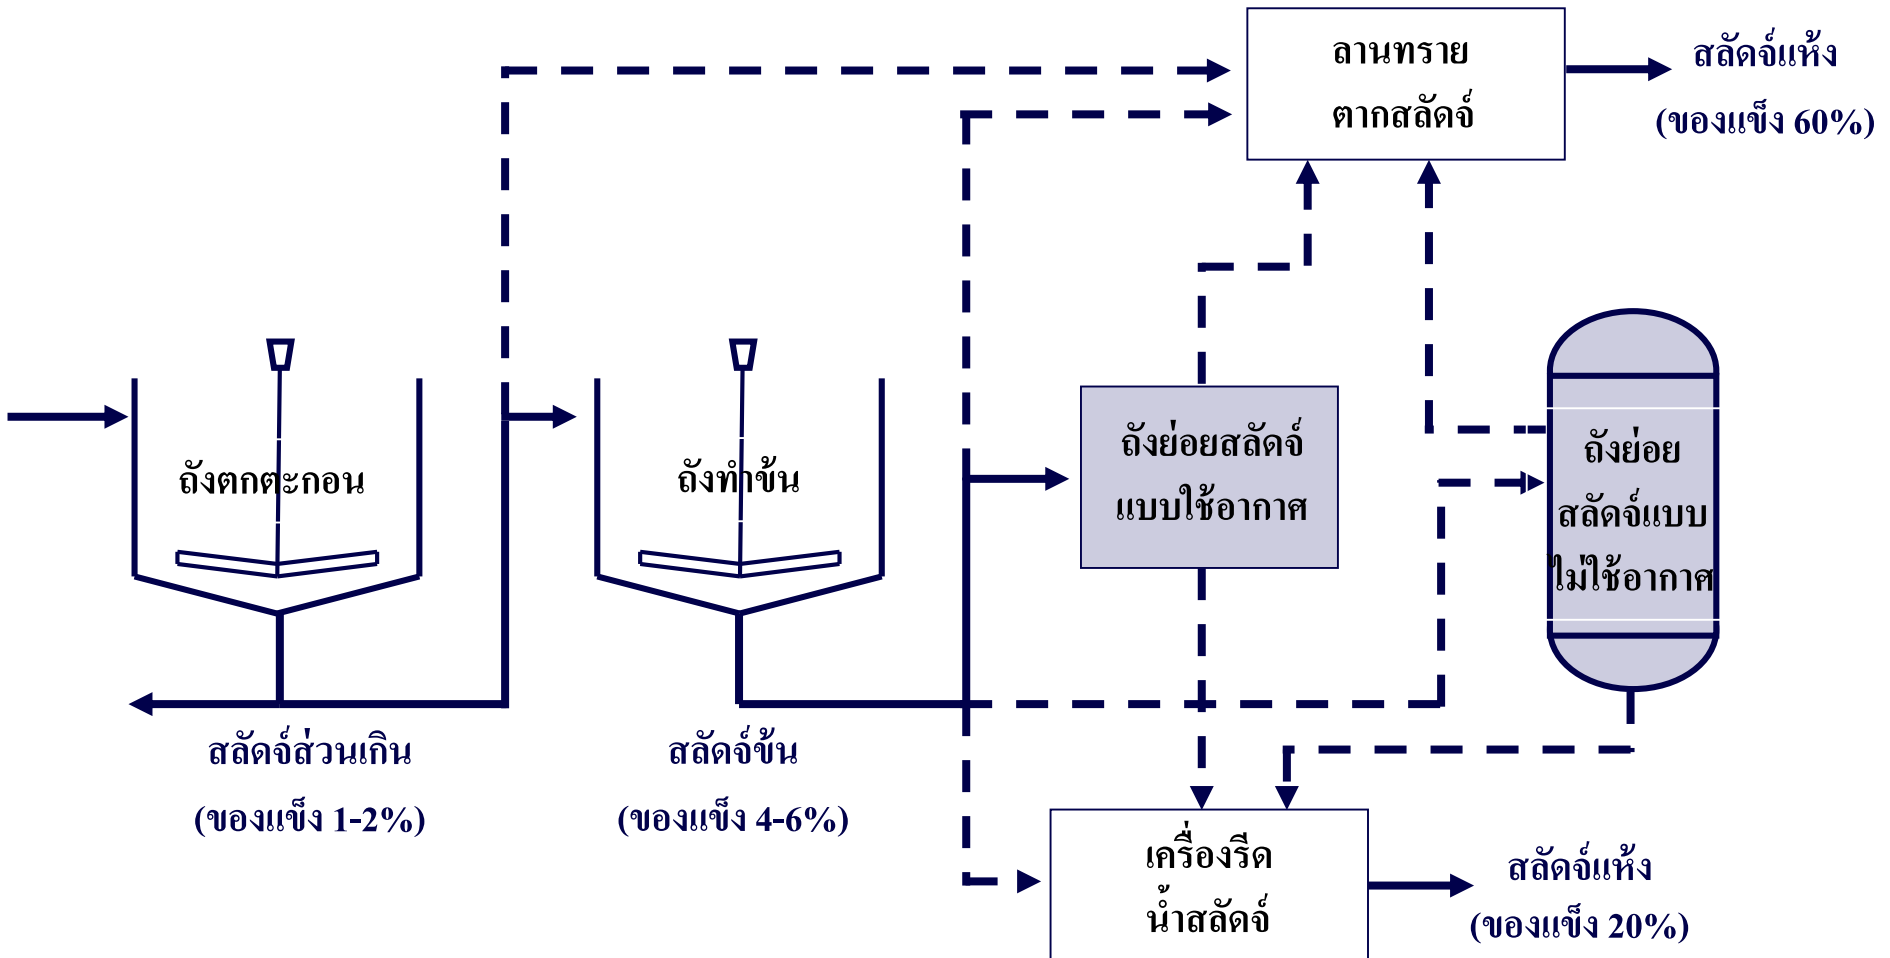 ลานทราย
ตากสลัดจ์
สลัดจ์แห้ง
(ของแข็ง 60%)
ถังตกตะกอน
ถังทำข้น
ถังย่อยสลัดจ์
แบบใช้อากาศ
ถังย่อย
สลัดจ์แบบ
ไม่ใช้อากาศ
สลัดจ์ส่วนเกิน
(ของแข็ง 1-2%)
สลัดจ์ข้น
(ของแข็ง 4-6%)
เครื่องรีด
น้ำสลัดจ์
สลัดจ์แห้ง
(ของแข็ง 20%)